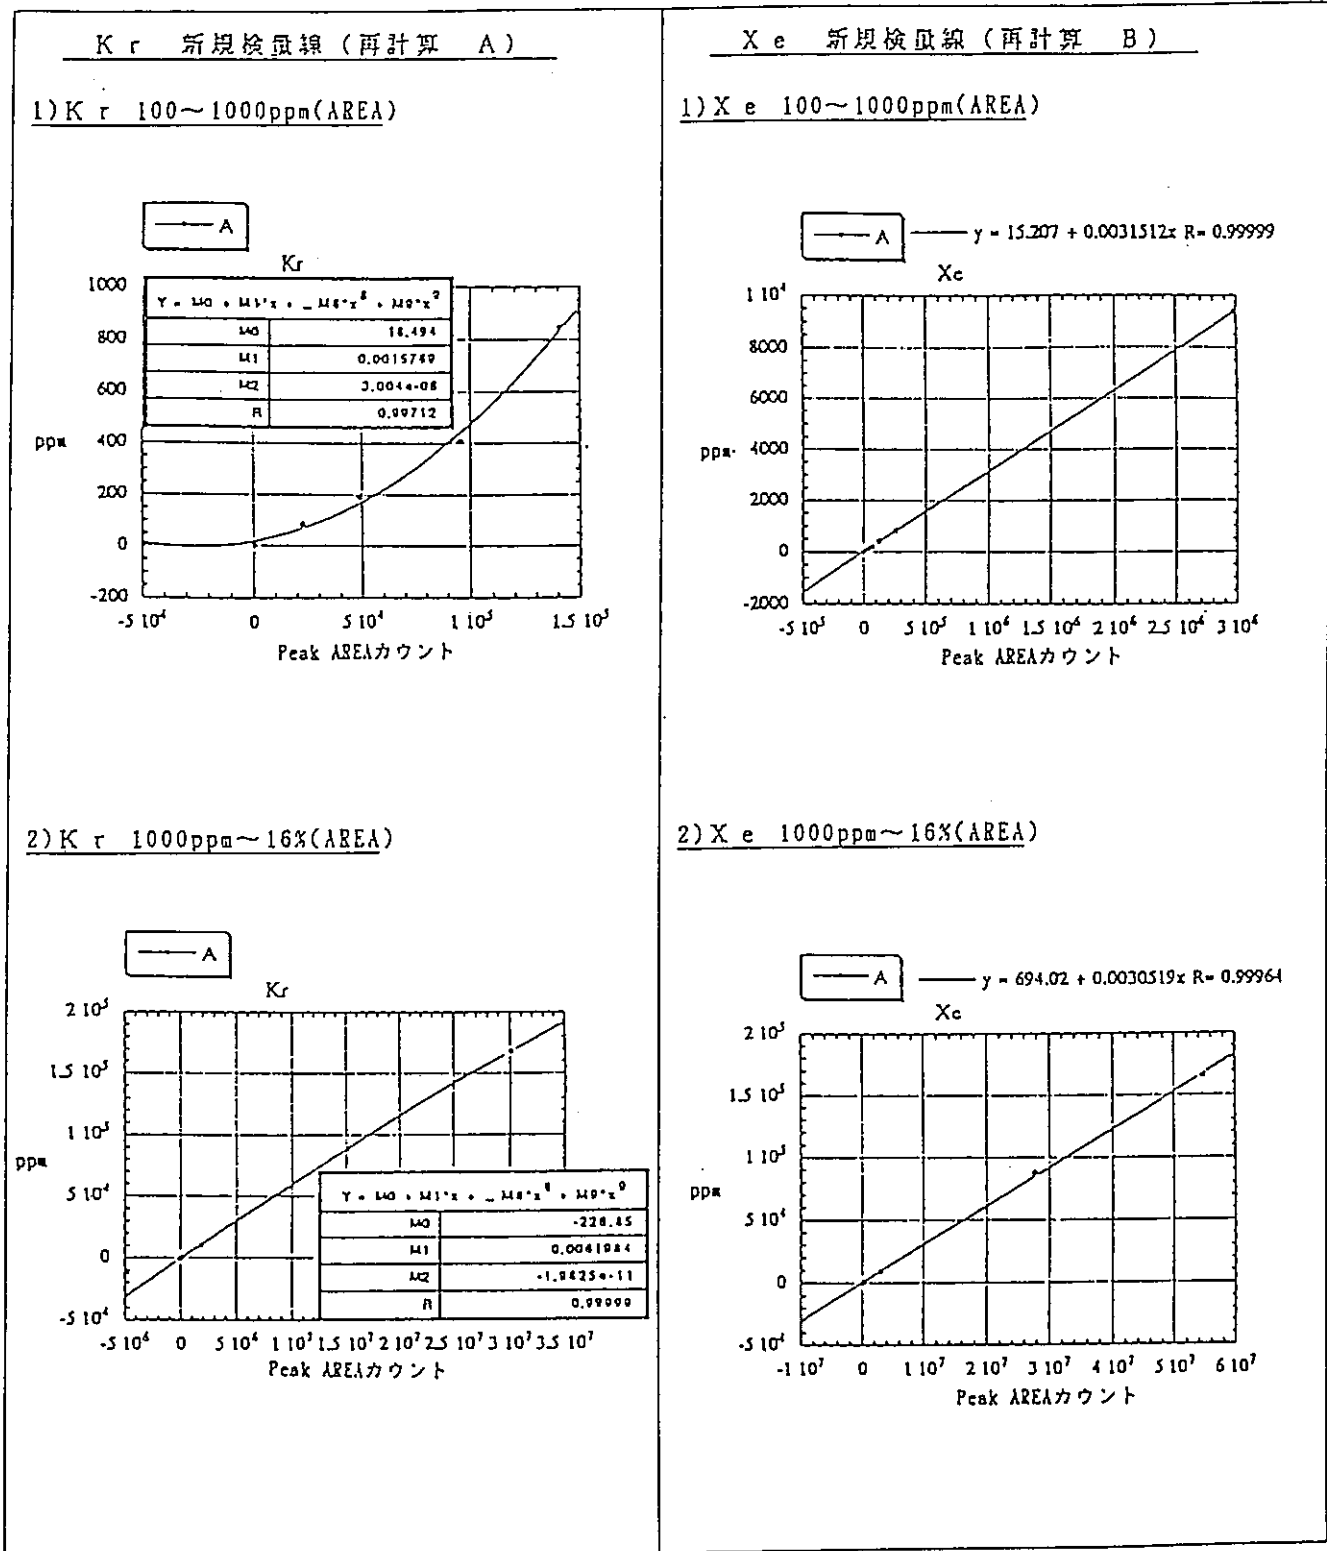 Kr 新規検量線(再計算 A)
1)Kr 100~1000ppm(AREA)
A
Kr
1000
800
600
400
200
0
-200
ppm
M0 18.494
M1 0.0015749
M2 3.004e-08
R 0.99712
-5 10⁴ 0 5 10⁴ 1 10⁵ 1.5 10⁵
Peak AREAカウント
2)Kr 1000ppm~16%(AREA)
A
Kr
2 10⁵
1.5 10⁵
1 10⁵
5 10⁴
0
-5 10⁴
ppm
M0 -228.45
M1
M2
R 0.99999
-5 10⁶ 0 5 10⁶ 1 10⁷ 1.5 10⁷ 2 10⁷ 2.5 10⁷ 3 10⁷ 3.5 10⁷
Peak AREAカウント
Xe 新規検量線(再計算 B)
1)Xe 100~1000ppm(AREA)
A y = 15.207 + 0.0031512x R= 0.99999
Xe
1 10⁴
8000
6000
4000
2000
0
-2000
ppm
-5 10⁵ 0 5 10⁵ 1 10⁶ 1.5 10⁶ 2 10⁶ 2.5 10⁶ 3 10⁶
Peak AREAカウント
2)Xe 1000ppm~16%(AREA)
A y = 694.02 + 0.0030519x R= 0.99964
Xe
2 10⁵
1.5 10⁵
1 10⁵
5 10⁴
0
-5 10⁴
ppm
-1 10⁷ 0 1 10⁷ 2 10⁷ 3 10⁷ 4 10⁷ 5 10⁷ 6 10⁷
Peak AREAカウント